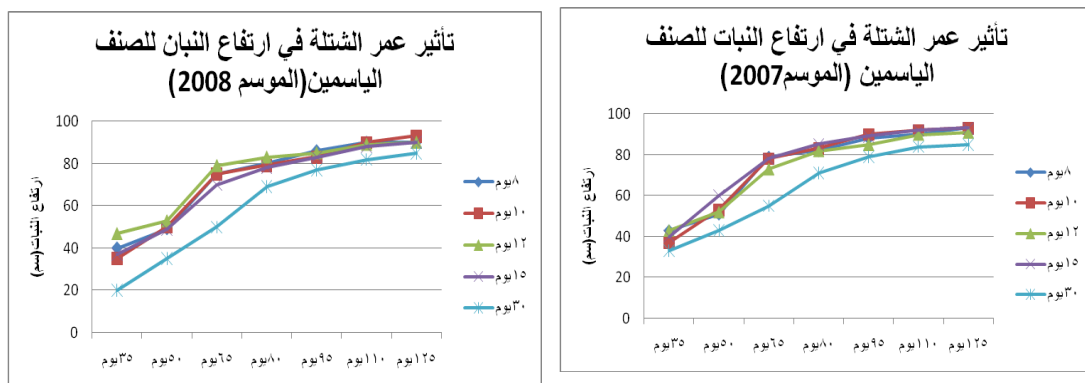 تأثير عمر الشتلة في ارتفاع النبات للصنف
الياسمين (الموسم2007)
ارتفاع النبات(سم)
100
80
60
40
20
0
٣٥يوم
٥٠يوم
٦٥يوم
٨٠يوم
٩٥يوم
١١٠يوم
١٢٥يوم
٨يوم
١٠يوم
١٢يوم
١٥يوم
٣٠يوم
تأثير عمر الشتلة في ارتفاع النبان للصنف
الياسمين(الموسم 2008)
ارتفاع النبات(سم)
100
80
60
40
20
0
٣٥يوم
٥٠يوم
٦٥يوم
٨٠يوم
٩٥يوم
١١٠يوم
١٢٥يوم
٨يوم
١٠يوم
١٢يوم
١٥يوم
٣٠يوم